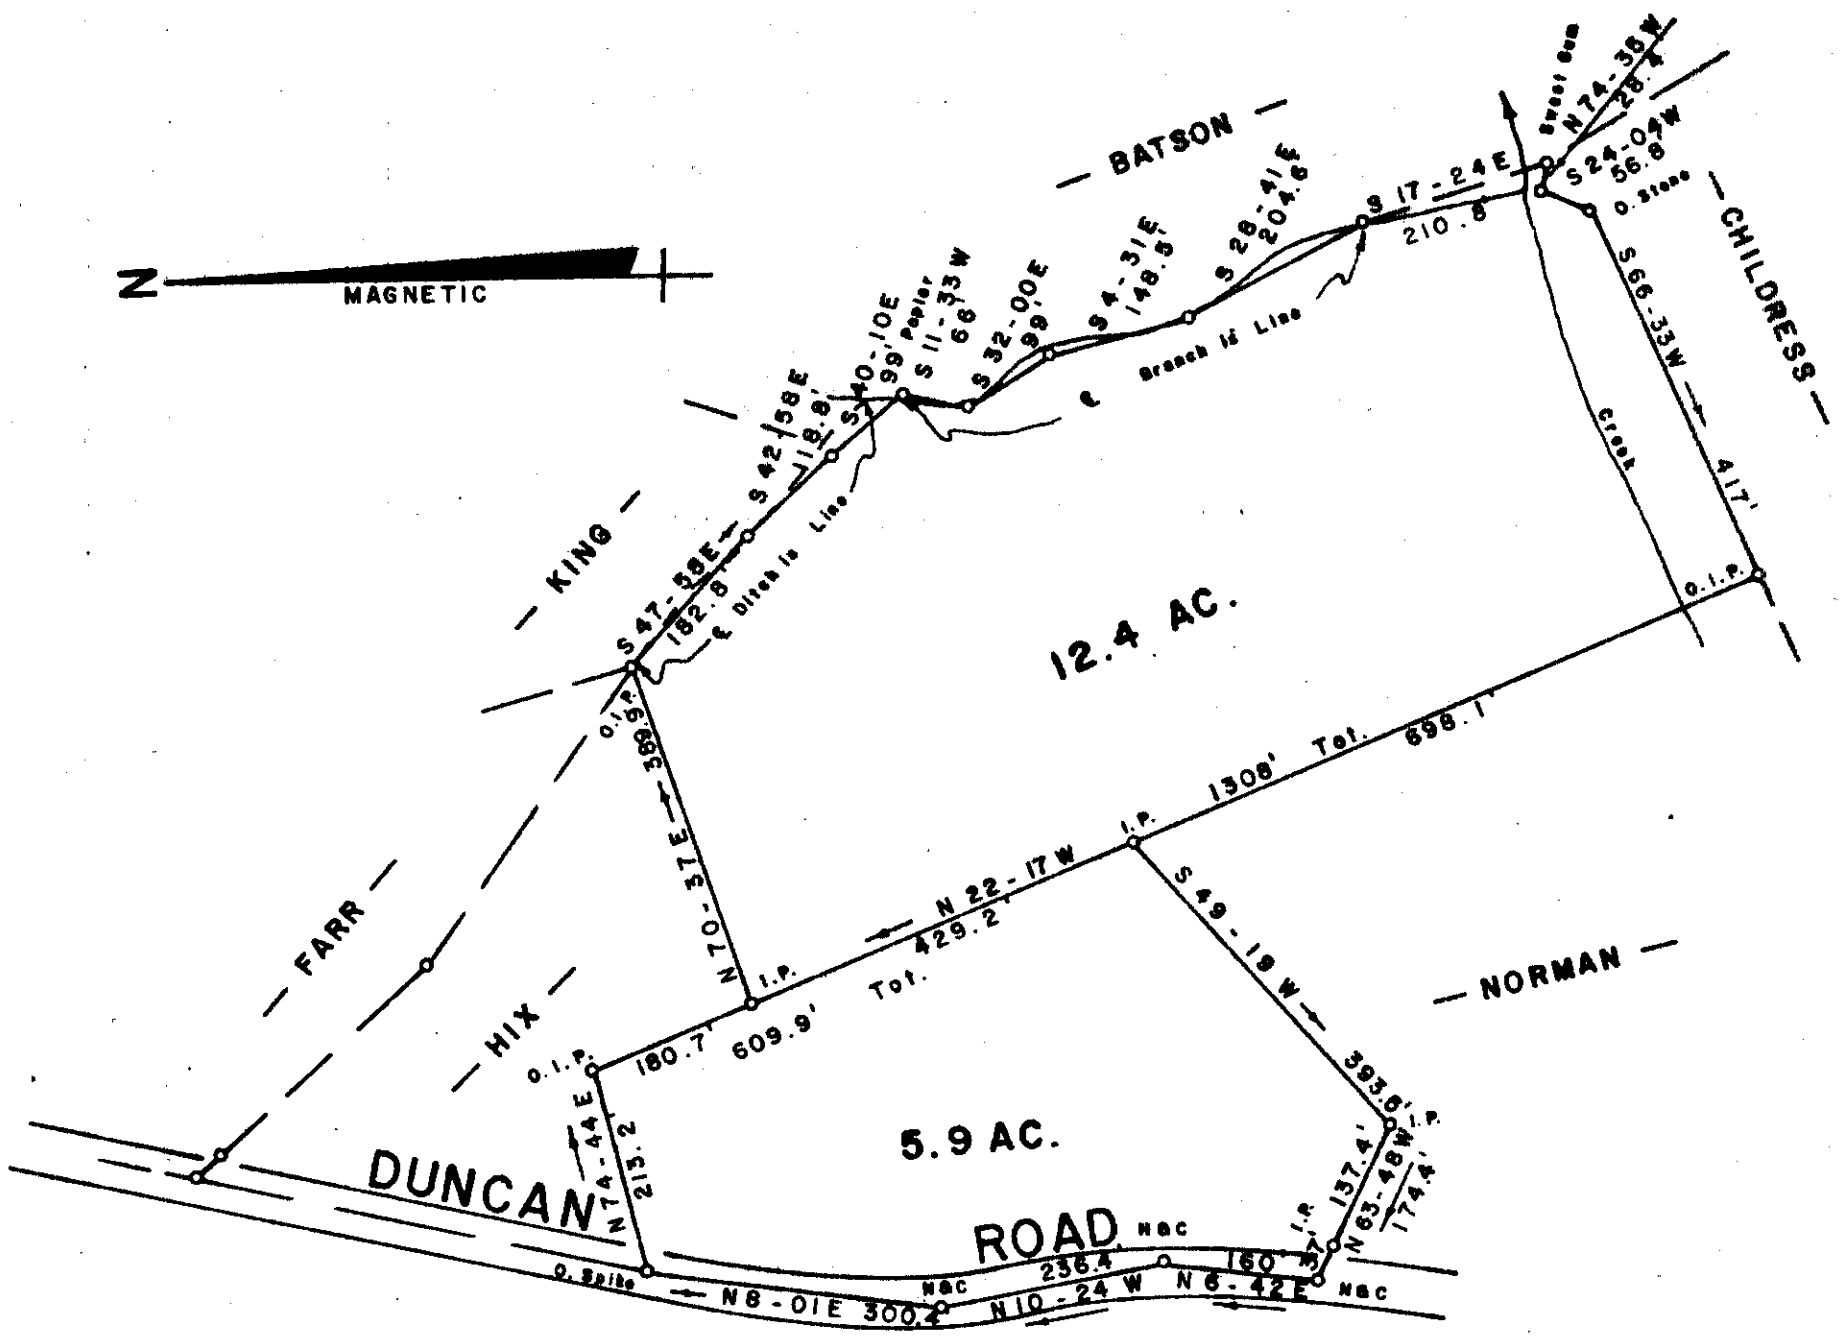 Sweet Gum
N 74-36 W
28.4
S 24-04 W
56.8'
O. Stone
— BATSON —
— CHILDRESS —
S 17-24 E
210.8'
S 28-41 E
204.6'
S 4-31 E
148.5'
S 32-00 E
99'
S 11-33 W
66'
Poplar
S 40-10 E
99'
S 42-58 E
118.8'
S 47-58 E
182.8'
N
MAGNETIC
℄ Branch is Line
℄ Ditch is Line
S 66-33 W
417'
Creek
O.I.P.
— KING —
O.I.P.
12.4 AC.
N 70-37 E
389.9'
1308' Tot.
698.1'
I.P.
N 22-17 W
429.2'
I.P.
609.9' Tot.
180.7'
O.I.P.
— FARR —
— HIX —
S 49-19 W
— NORMAN —
I.P.
137.4'
N 63-48 W
174.4'
I.P.
37'
5.9 AC.
N 74-44 E
213.2'
DUNCAN ROAD
O. Spike
N 8-01 E 300.4'
N&C
236.4
N 10-24 W
N&C
160'
N 6-42 E
N&C